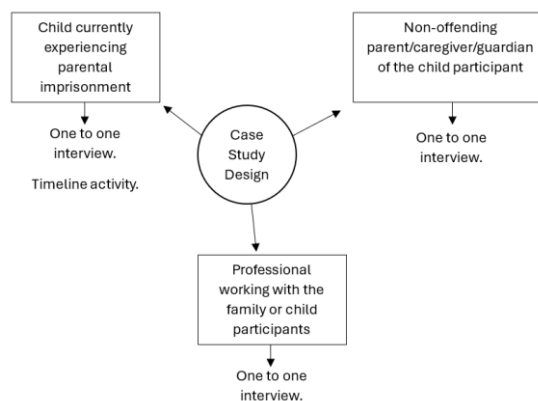 Child currently
experiencing
parental
imprisonment
One to one
interview.
Timeline activity.
Non-offending
parent/caregiver/guardian
of the child participant
One to one
interview.
Case
Study
Design
Professional
working with the
family or child
participants
One to one
interview.